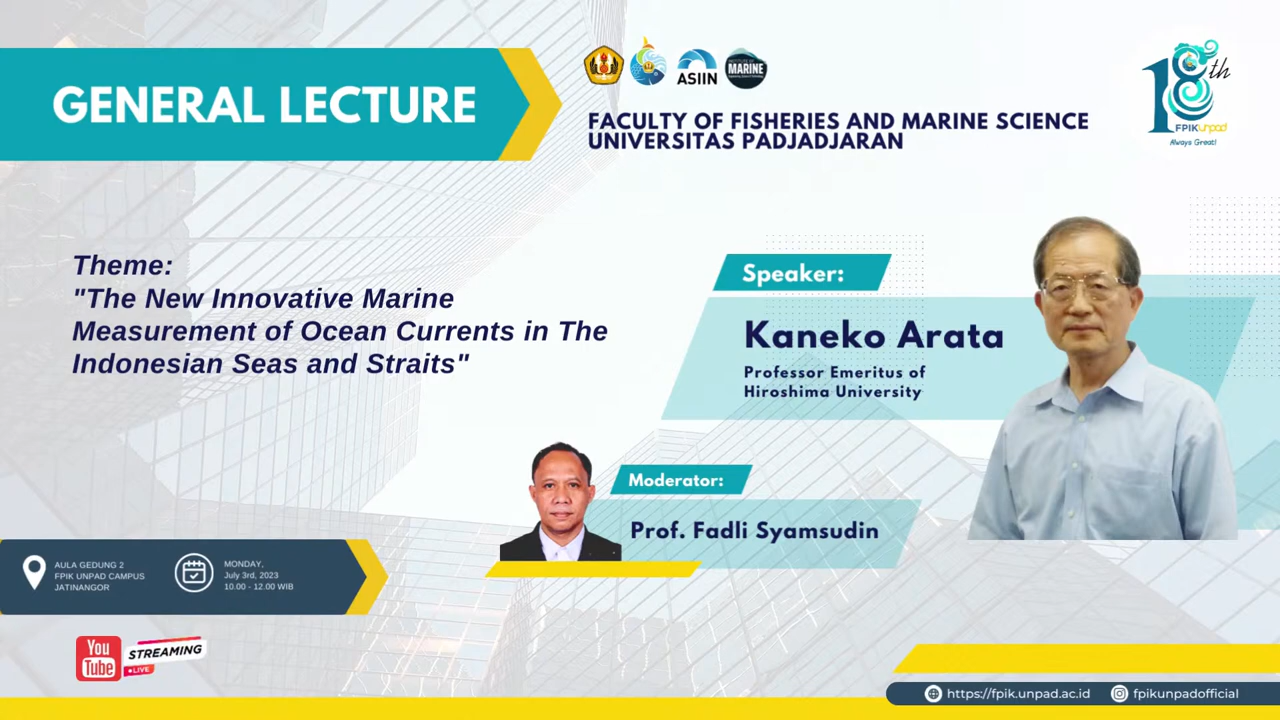 GENERAL LECTURE
ASIIN
MARINE
FACULTY OF FISHERIES AND MARINE SCIENCE
UNIVERSITAS PADJADJARAN
18th
FPIKunpad
Always Great!
Theme:
"The New Innovative Marine
Measurement of Ocean Currents in The
Indonesian Seas and Straits"
Speaker:
Kaneko Arata
Professor Emeritus of
Hiroshima University
Moderator:
Prof. Fadli Syamsudin
AULA GEDUNG 2
FPIK UNPAD CAMPUS
JATINANGOR
MONDAY,
July 3rd, 2023
10.00 - 12.00 WIB
You
Tube
STREAMING
LIVE
https://fpik.unpad.ac.id
fpikunpadofficial